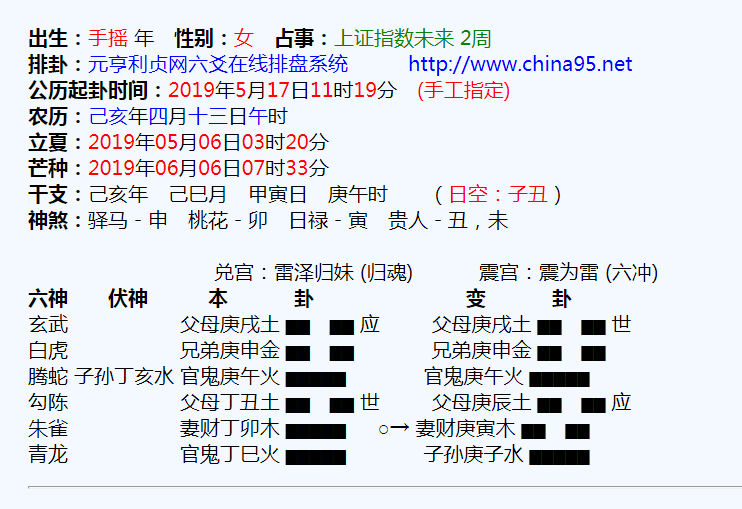 出生：手摇 年　性别：女　占事：上证指数未来 2周
排卦：元亨利贞网六爻在线排盘系统　　　http://www.china95.net
公历起卦时间：2019年5月17日11时19分　(手工指定)
农历：己亥年四月十三日午时
立夏：2019年05月06日03时20分
芒种：2019年06月06日07时33分
干支：己亥年　己巳月　甲寅日　庚午时　　（日空：子丑）
神煞：驿马－申　桃花－卯　日禄－寅　贵人－丑，未
兑宫：雷泽归妹 (归魂)　　　震宫：震为雷 (六冲)
六神　　伏神　　　本　　　卦　　　　　　　变　　　卦
玄武　　　　　　父母庚戌土 ▅▅　▅▅ 应　　　父母庚戌土 ▅▅　▅▅ 世
白虎　　　　　　兄弟庚申金 ▅▅　▅▅　　　　兄弟庚申金 ▅▅　▅▅
腾蛇 子孙丁亥水 官鬼庚午火 ▅▅▅▅▅　　　　官鬼庚午火 ▅▅▅▅▅
勾陈　　　　　　父母丁丑土 ▅▅　▅▅ 世　　　父母庚辰土 ▅▅　▅▅ 应
朱雀　　　　　　妻财丁卯木 ▅▅▅▅▅　 ○→ 妻财庚寅木 ▅▅　▅▅
青龙　　　　　　官鬼丁巳火 ▅▅▅▅▅　　　　子孙庚子水 ▅▅▅▅▅